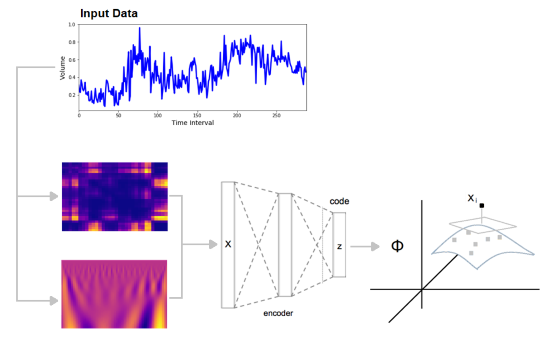 Input Data
Volume
1.0
0.8
0.6
0.4
0.2
0 50 100 150 200 250
Time Interval
X
encoder
code
z
Φ
X↓